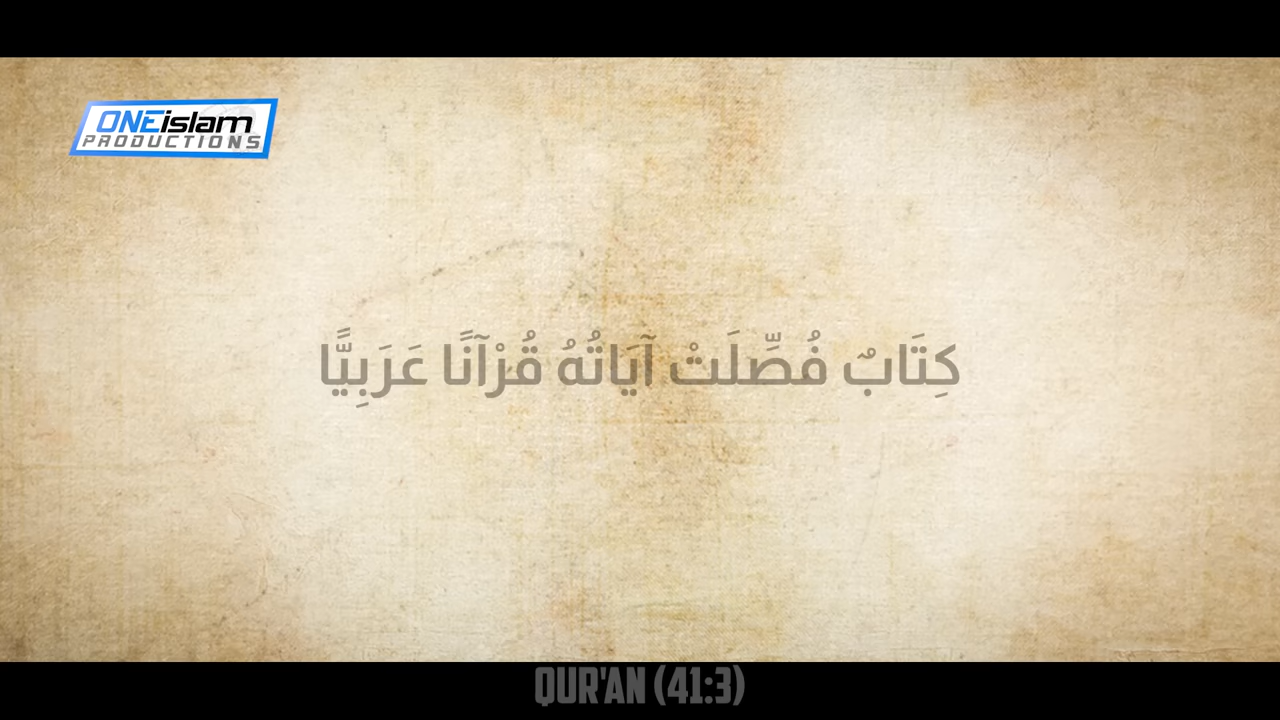 ONEislam
PRODUCTIONS
كِتَابٌ فُصِّلَتْ آيَاتُهُ قُرْآنًا عَرَبِيًّا
QUR'AN (41:3)